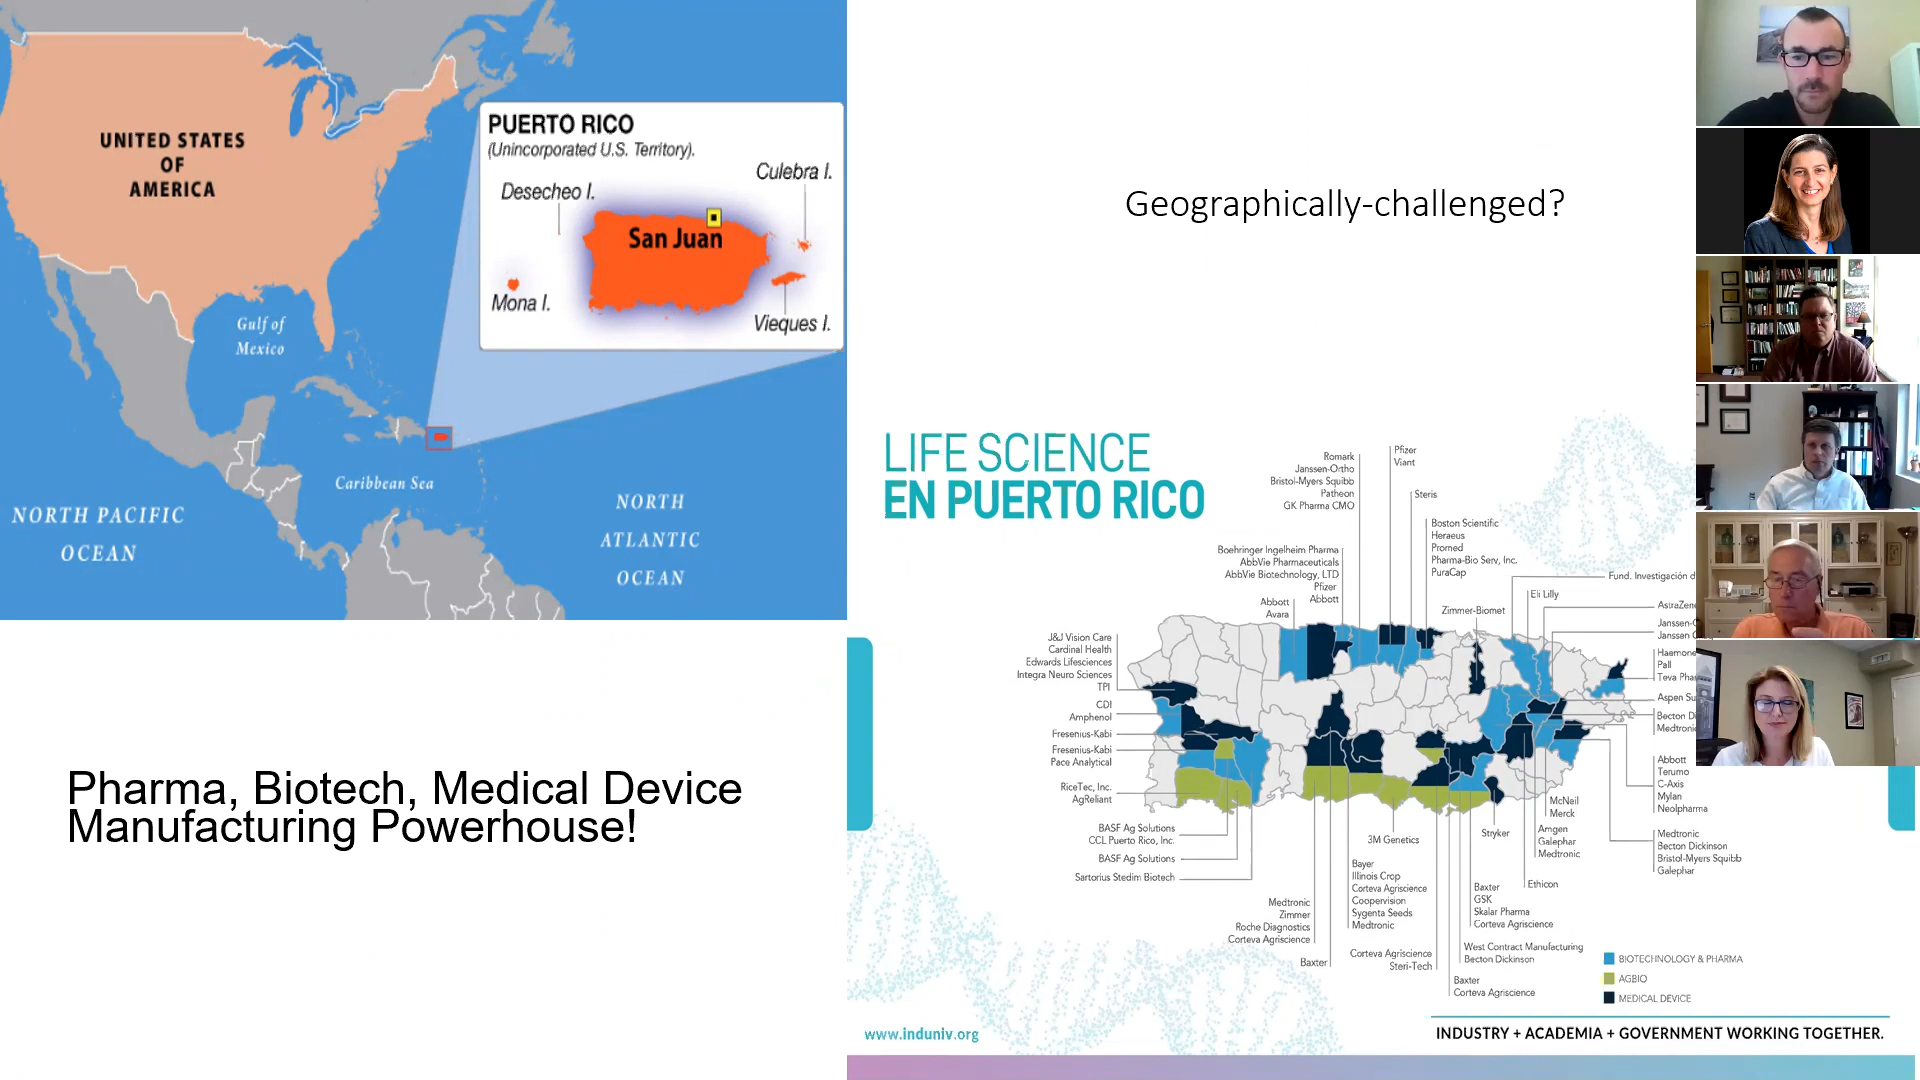 UNITED STATES
OF
AMERICA
PUERTO RICO
(Unincorporated U.S. Territory).
Desecheo I.
Culebra I.
San Juan
Mona I.
Vieques I.
Gulf of
Mexico
Caribbean Sea
NORTH PACIFIC
OCEAN
NORTH
ATLANTIC
OCEAN
Geographically-challenged?
Pharma, Biotech, Medical Device
Manufacturing Powerhouse!
LIFE SCIENCE
EN PUERTO RICO
Romark
Janssen-Ortho
Bristol-Myers Squibb
Patheon
GK Pharma CMO
Pfizer
Viant
Steris
Boston Scientific
Heraeus
Promed
Pharma-Bio Serv, Inc.
PuraCap
Boehringer Ingelheim Pharma
AbbVie Pharmaceuticals
AbbVie Biotechnology, LTD
Pfizer
Abbott
Abbott
Avara
Zimmer-Biomet
Fund. Investigación d
Eli Lilly
AstraZen
Janssen-
Janssen
Haemone
Pall
Teva Pha
Aspen Su
Becton D
Medtroni
Abbott
Terumo
C-Axis
Mylan
Neolpharma
Medtronic
Becton Dickinson
Bristol-Myers Squibb
Galephar
J&J Vision Care
Cardinal Health
Edwards Lifesciences
Integra Neuro Sciences
TPI
CDI
Amphenol
Fresenius-Kabi
Fresenius-Kabi
Pace Analytical
RiceTec, Inc.
AgReliant
BASF Ag Solutions
CCL Puerto Rico, Inc.
BASF Ag Solutions
Sartorius Stedim Biotech
Medtronic
Zimmer
Roche Diagnostics
Corteva Agriscience
Baxter
3M Genetics
Bayer
Illinois Crop
Corteva Agriscience
Coopervision
Sygenta Seeds
Medtronic
Corteva Agriscience
Steri-Tech
Stryker
McNeil
Merck
Amgen
Galephar
Medtronic
Ethicon
Baxter
GSK
Skalar Pharma
Corteva Agriscience
West Contract Manufacturing
Becton Dickinson
Baxter
Corteva Agriscience
BIOTECHNOLOGY & PHARMA
AGBIO
MEDICAL DEVICE
www.induniv.org
INDUSTRY + ACADEMIA + GOVERNMENT WORKING TOGETHER.